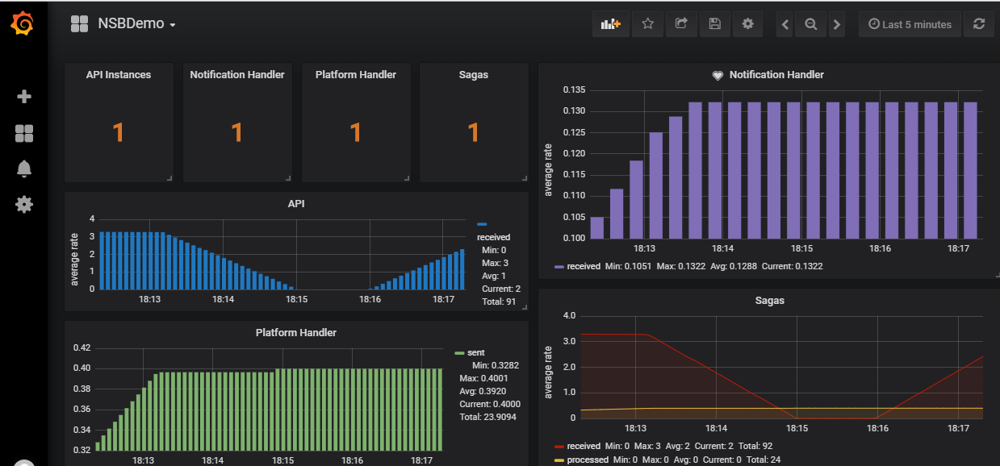 NSBDemo
Last 5 minutes
API Instances
1
Notification Handler
1
Platform Handler
1
Sagas
1
API
average rate
4
3
2
1
0
18:13 18:14 18:15 18:16 18:17
received
Min: 0
Max: 3
Avg: 1
Current: 2
Total: 91
Platform Handler
0.42
0.40
0.38
0.36
0.34
0.32
18:13 18:14 18:15 18:16 18:17
sent
Min: 0.3282
Max: 0.4001
Avg: 0.3920
Current: 0.4000
Total: 23.9094
Notification Handler
average rate
0.135
0.130
0.125
0.120
0.115
0.110
0.105
0.100
18:13 18:14 18:15 18:16 18:17
received Min: 0.1051 Max: 0.1322 Avg: 0.1288 Current: 0.1322
Sagas
average rate
4.0
3.0
2.0
1.0
0
18:13 18:14 18:15 18:16 18:17
received Min: 0 Max: 3 Avg: 2 Current: 2 Total: 92
processed Min: 0 Max: 0 Avg: 0 Current: 0 Total: 24